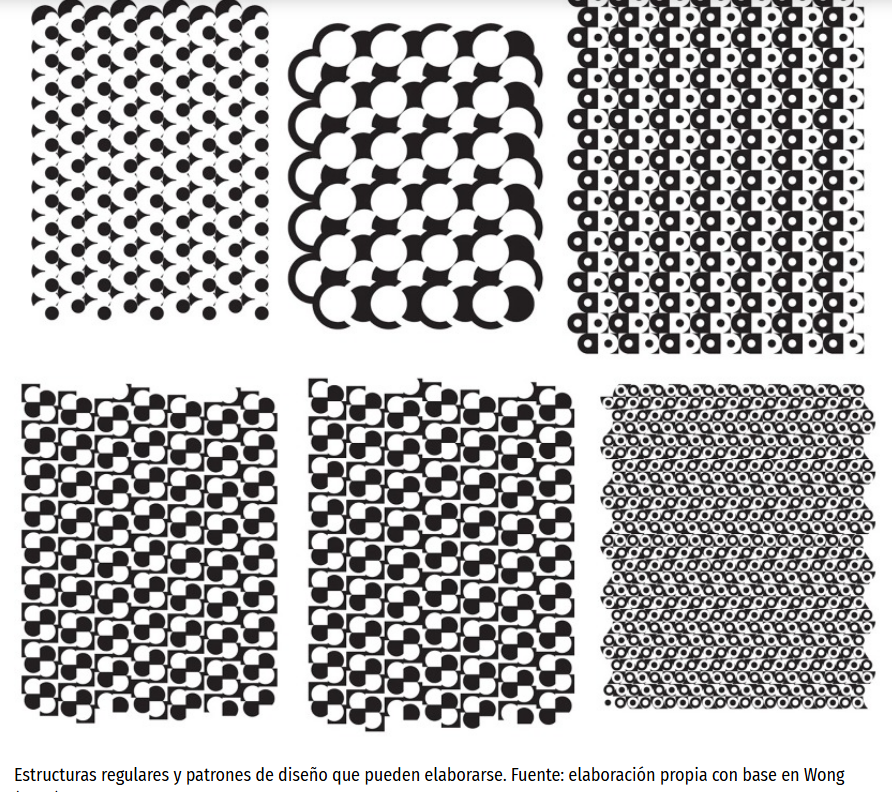 Estructuras regulares y patrones de diseño que pueden elaborarse. Fuente: elaboración propia con base en Wong